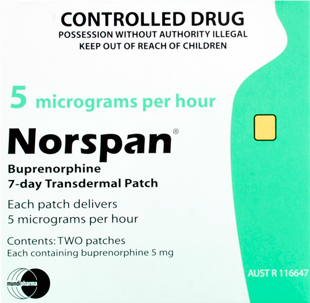 CONTROLLED DRUG
POSSESSION WITHOUT AUTHORITY ILLEGAL
KEEP OUT OF REACH OF CHILDREN
5 micrograms per hour
Norspan®
Buprenorphine
7-day Transdermal Patch
Each patch delivers
5 micrograms per hour
Contents: TWO patches
Each containing buprenorphine 5 mg
mundipharma
AUST R 116647